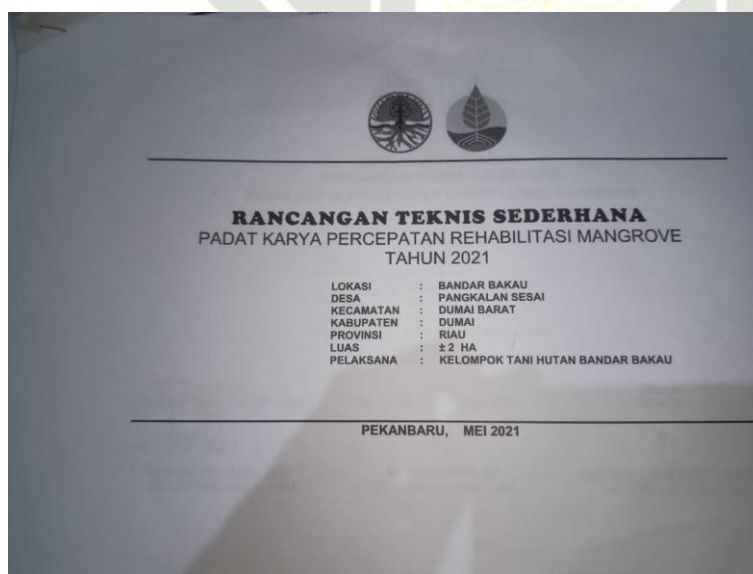 RANCANGAN TEKNIS SEDERHANA
PADAT KARYA PERCEPATAN REHABILITASI MANGROVE
TAHUN 2021
LOKASI : BANDAR BAKAU
DESA : PANGKALAN SESAI
KECAMATAN : DUMAI BARAT
KABUPATEN : DUMAI
PROVINSI : RIAU
LUAS : ± 2 HA
PELAKSANA : KELOMPOK TANI HUTAN BANDAR BAKAU
PEKANBARU, MEI 2021